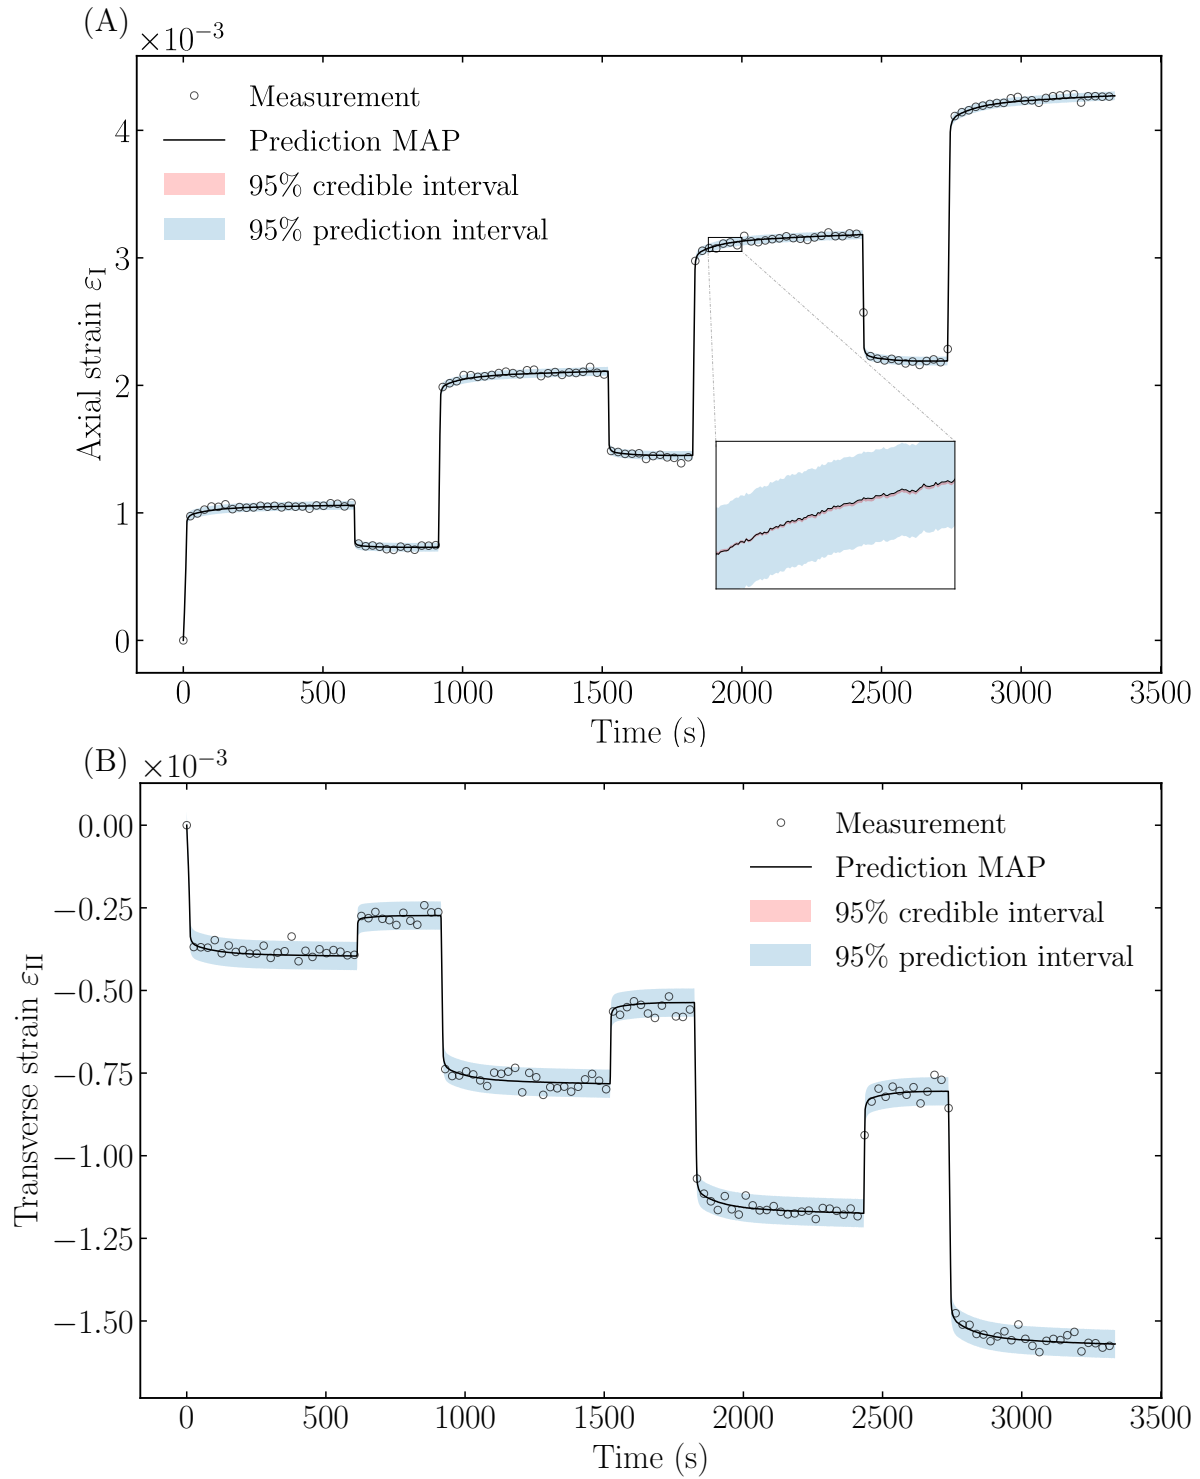 (A)
×10⁻³
Measurement
Prediction MAP
95% credible interval
95% prediction interval
Axial strain ε_I
4
3
2
1
0
0 500 1000 1500 2000 2500 3000 3500
Time (s)
(B)
×10⁻³
Measurement
Prediction MAP
95% credible interval
95% prediction interval
Transverse strain ε_II
0.00
−0.25
−0.50
−0.75
−1.00
−1.25
−1.50
0 500 1000 1500 2000 2500 3000 3500
Time (s)